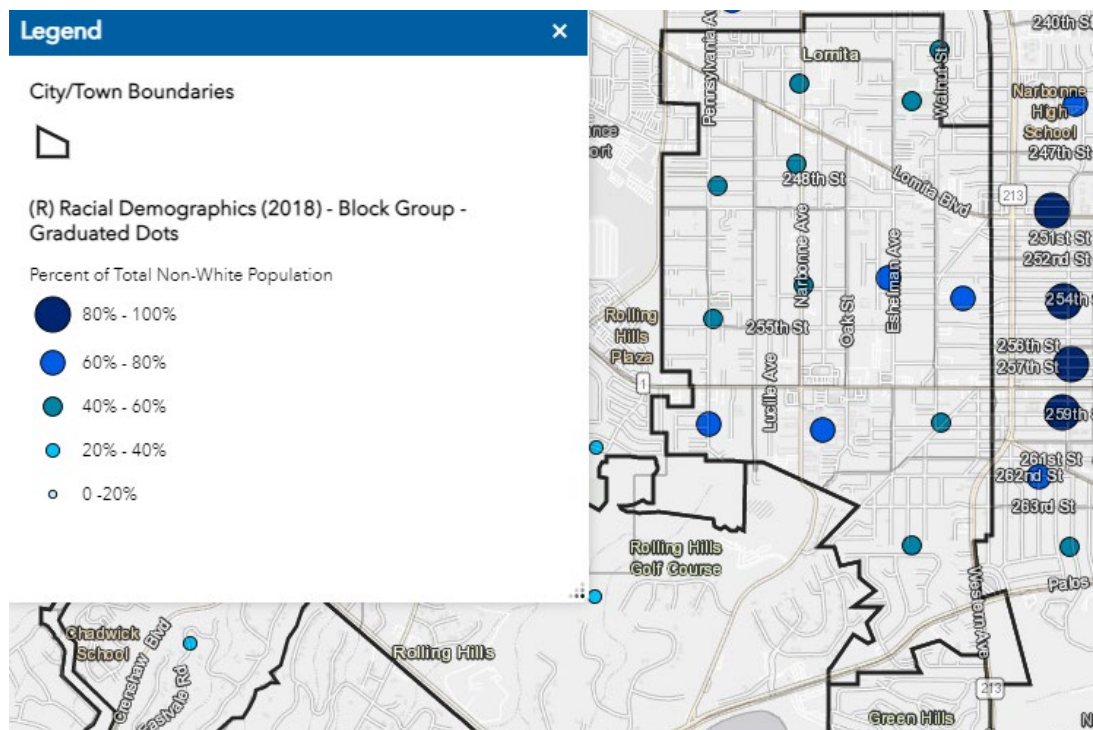 Legend
×
City/Town Boundaries
(R) Racial Demographics (2018) - Block Group -
Graduated Dots
Percent of Total Non-White Population
80% - 100%
60% - 80%
40% - 60%
20% - 40%
0 -20%
Pennsylvania Av
Lomita
Walnut St
240th St
Narbonne
High
School
247th St
248th St
Lomita Blvd
213
251st St
252nd St
Narbonne Ave
Eshelman Ave
Oak St
254th
255th St
Rolling
Hills
Plaza
256th St
257th St
1
Lucille Ave
259th
261st St
262nd St
263rd St
Rolling Hills
Golf Course
Western Ave
Palos
Chadwick
School
Crenshaw Blvd
Eastvale Rd
Rolling Hills
213
Green Hills
N